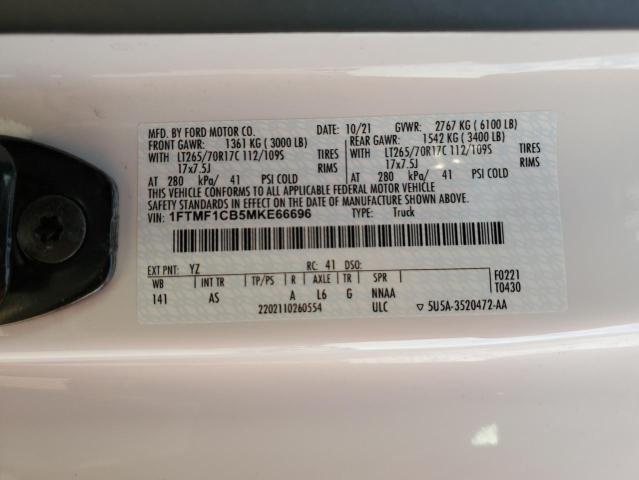 MFD. BY FORD MOTOR CO. DATE: 10/21 GVWR: 2767 KG ( 6100 LB)
FRONT GAWR: 1361 KG ( 3000 LB) REAR GAWR: 1542 KG ( 3400 LB)
WITH LT265/70R17C 112/109S TIRES WITH LT265/70R17C 112/109S TIRES
17x7.5J RIMS 17x7.5J RIMS
AT 280 kPa/ 41 PSI COLD AT 280 kPa/ 41 PSI COLD
THIS VEHICLE CONFORMS TO ALL APPLICABLE FEDERAL MOTOR VEHICLE
SAFETY STANDARDS IN EFFECT ON THE DATE OF MANUFACTURE SHOWN ABOVE.
VIN: 1FTMF1CB5MKE66696 TYPE: Truck
EXT PNT: YZ RC: 41 DSO: F0221
WB INT TR TP/PS R AXLE TR SPR T0430
141 AS A L6 G NNAA
2202110260554 ULC ▽ 5U5A-3520472-AA